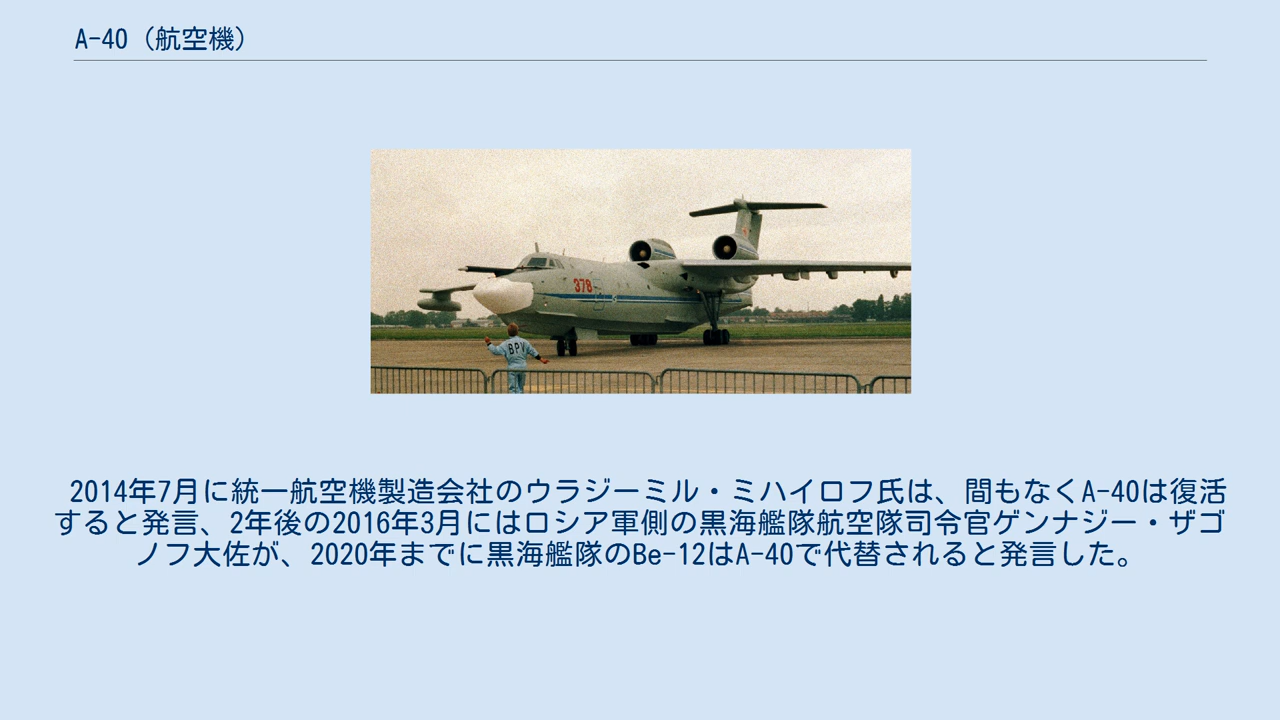 A-40（航空機）
378
BPV
2014年7月に統一航空機製造会社のウラジーミル・ミハイロフ氏は、間もなくA-40は復活
すると発言、2年後の2016年3月にはロシア軍側の黒海艦隊航空隊司令官ゲンナジー・ザゴ
ノフ大佐が、2020年までに黒海艦隊のBe-12はA-40で代替されると発言した。